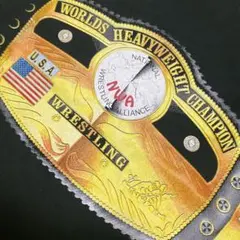 WORLDS HEAVYWEIGHT CHAMPION
NATIONAL
NWA
WRESTLING ALLIANCE
U.S.A.
WRESTLING